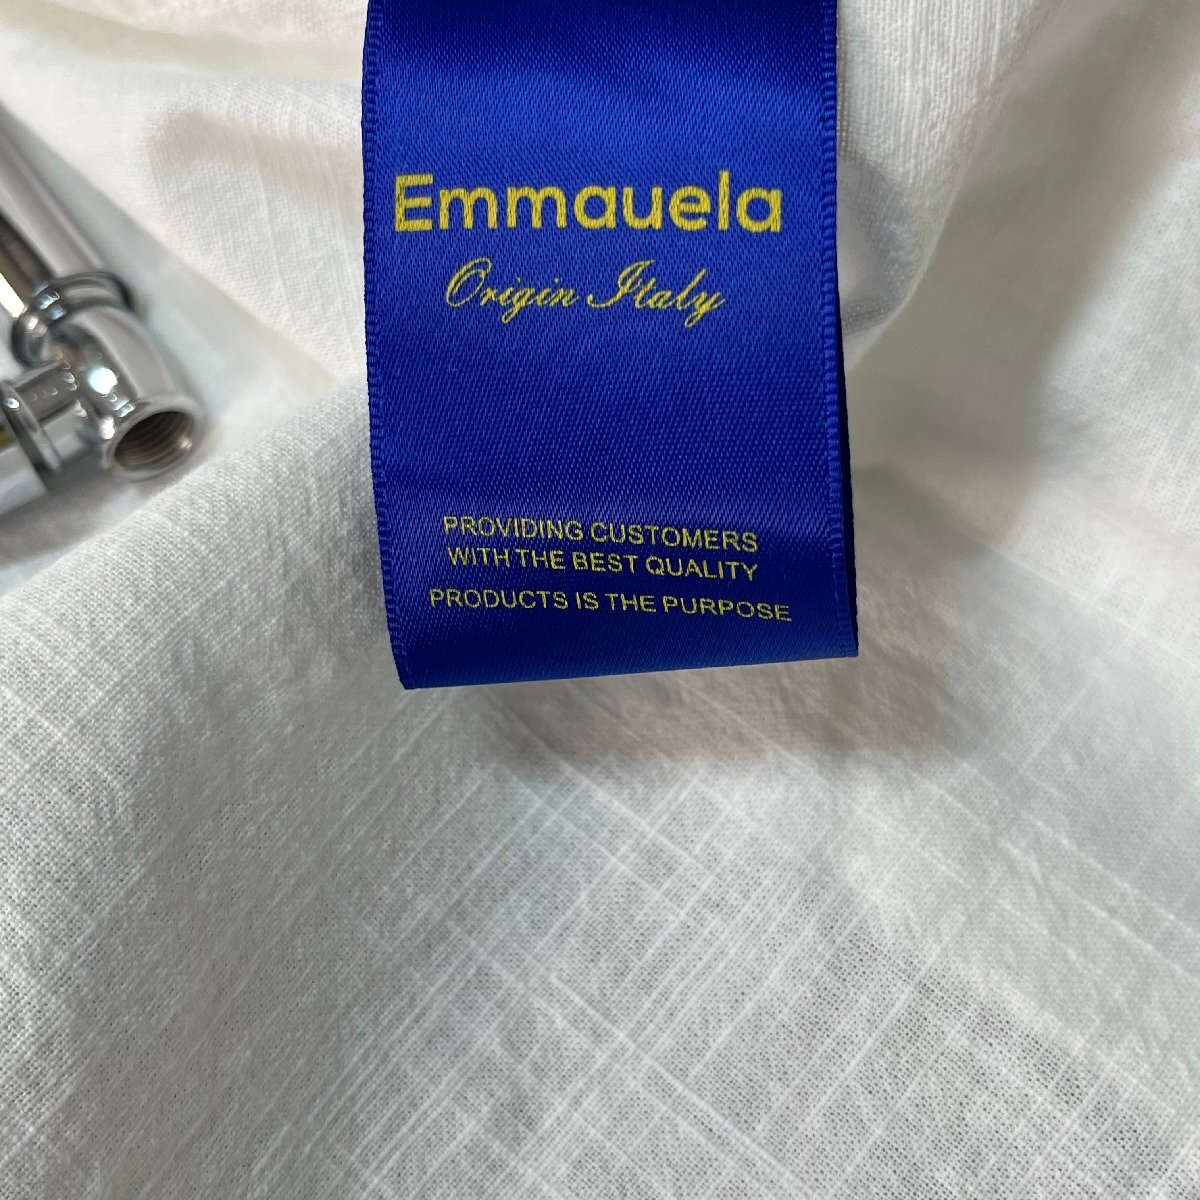 Emmauela
Origin Italy
PROVIDING CUSTOMERS
WITH THE BEST QUALITY
PRODUCTS IS THE PURPOSE